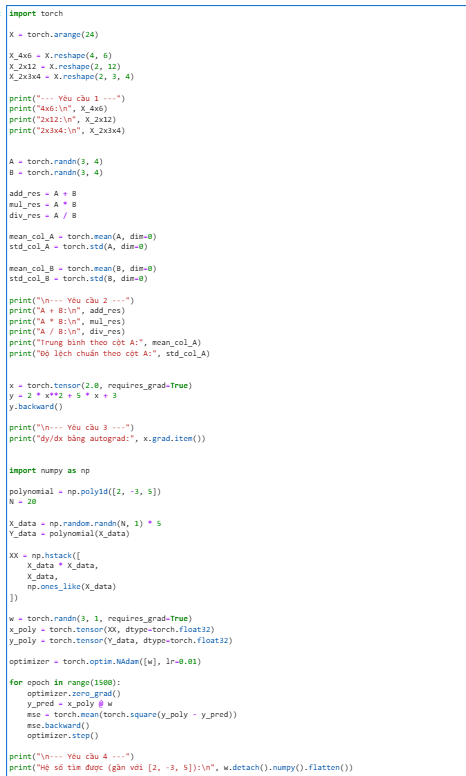 import torch
X = torch.arange(24)
X_4x6 = X.reshape(4, 6)
X_2x12 = X.reshape(2, 12)
X_2x3x4 = X.reshape(2, 3, 4)
print("--- Yêu cầu 1 ---")
print("4x6:\n", X_4x6)
print("2x12:\n", X_2x12)
print("2x3x4:\n", X_2x3x4)
A = torch.randn(3, 4)
B = torch.randn(3, 4)
add_res = A + B
mul_res = A * B
div_res = A / B
mean_col_A = torch.mean(A, dim=0)
std_col_A = torch.std(A, dim=0)
mean_col_B = torch.mean(B, dim=0)
std_col_B = torch.std(B, dim=0)
print("\n--- Yêu cầu 2 ---")
print("A + B:\n", add_res)
print("A * B:\n", mul_res)
print("A / B:\n", div_res)
print("Trung bình theo cột A:", mean_col_A)
print("Độ lệch chuẩn theo cột A:", std_col_A)
x = torch.tensor(2.0, requires_grad=True)
y = 2 * x**2 + 5 * x + 3
y.backward()
print("\n--- Yêu cầu 3 ---")
print("dy/dx bằng autograd:", x.grad.item())
import numpy as np
polynomial = np.poly1d([2, -3, 5])
N = 20
X_data = np.random.randn(N, 1) * 5
Y_data = polynomial(X_data)
XX = np.hstack([
    X_data * X_data,
    X_data,
    np.ones_like(X_data)
])
w = torch.randn(3, 1, requires_grad=True)
x_poly = torch.tensor(XX, dtype=torch.float32)
y_poly = torch.tensor(Y_data, dtype=torch.float32)
optimizer = torch.optim.NAdam([w], lr=0.01)
for epoch in range(1500):
    optimizer.zero_grad()
    y_pred = x_poly @ w
    mse = torch.mean(torch.square(y_poly - y_pred))
    mse.backward()
    optimizer.step()
print("\n--- Yêu cầu 4 ---")
print("Hệ số tìm được (gần với [2, -3, 5]):\n", w.detach().numpy().flatten())